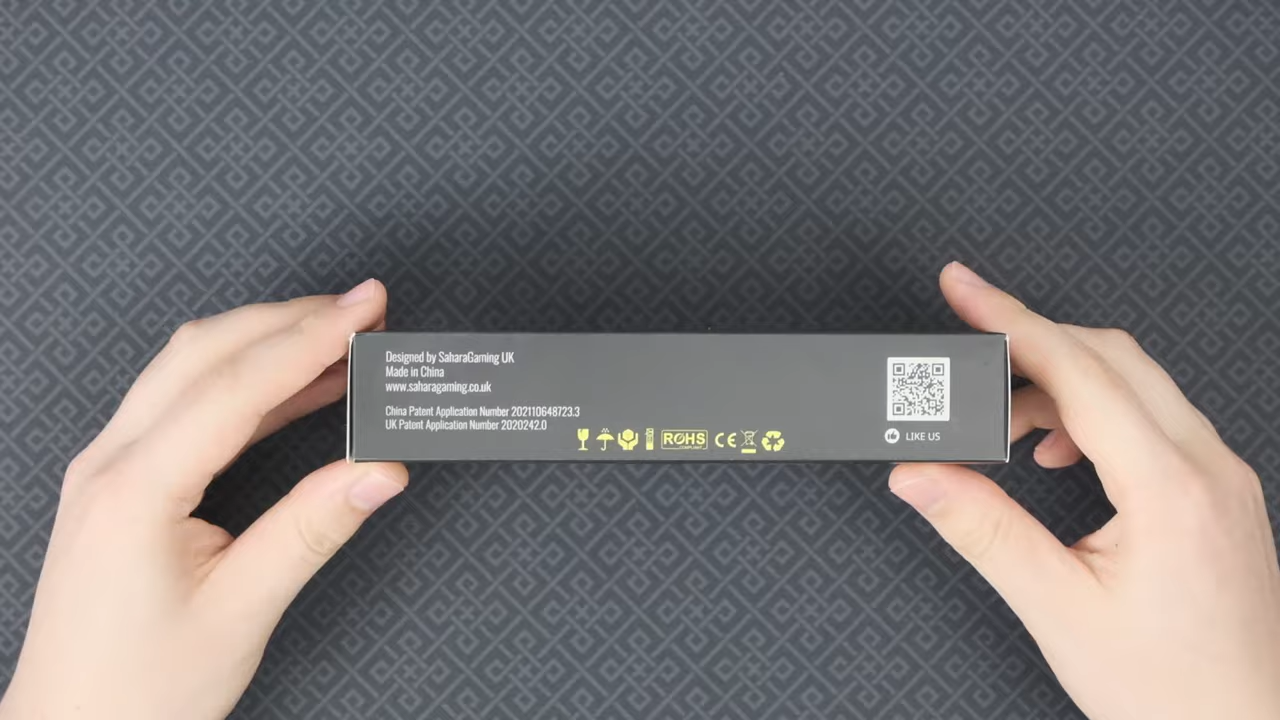 Designed by SaharaGaming UK
Made in China
www.saharagaming.co.uk
China Patent Application Number 202110648723.3
UK Patent Application Number 2020242.0
ROHS
CE
LIKE US